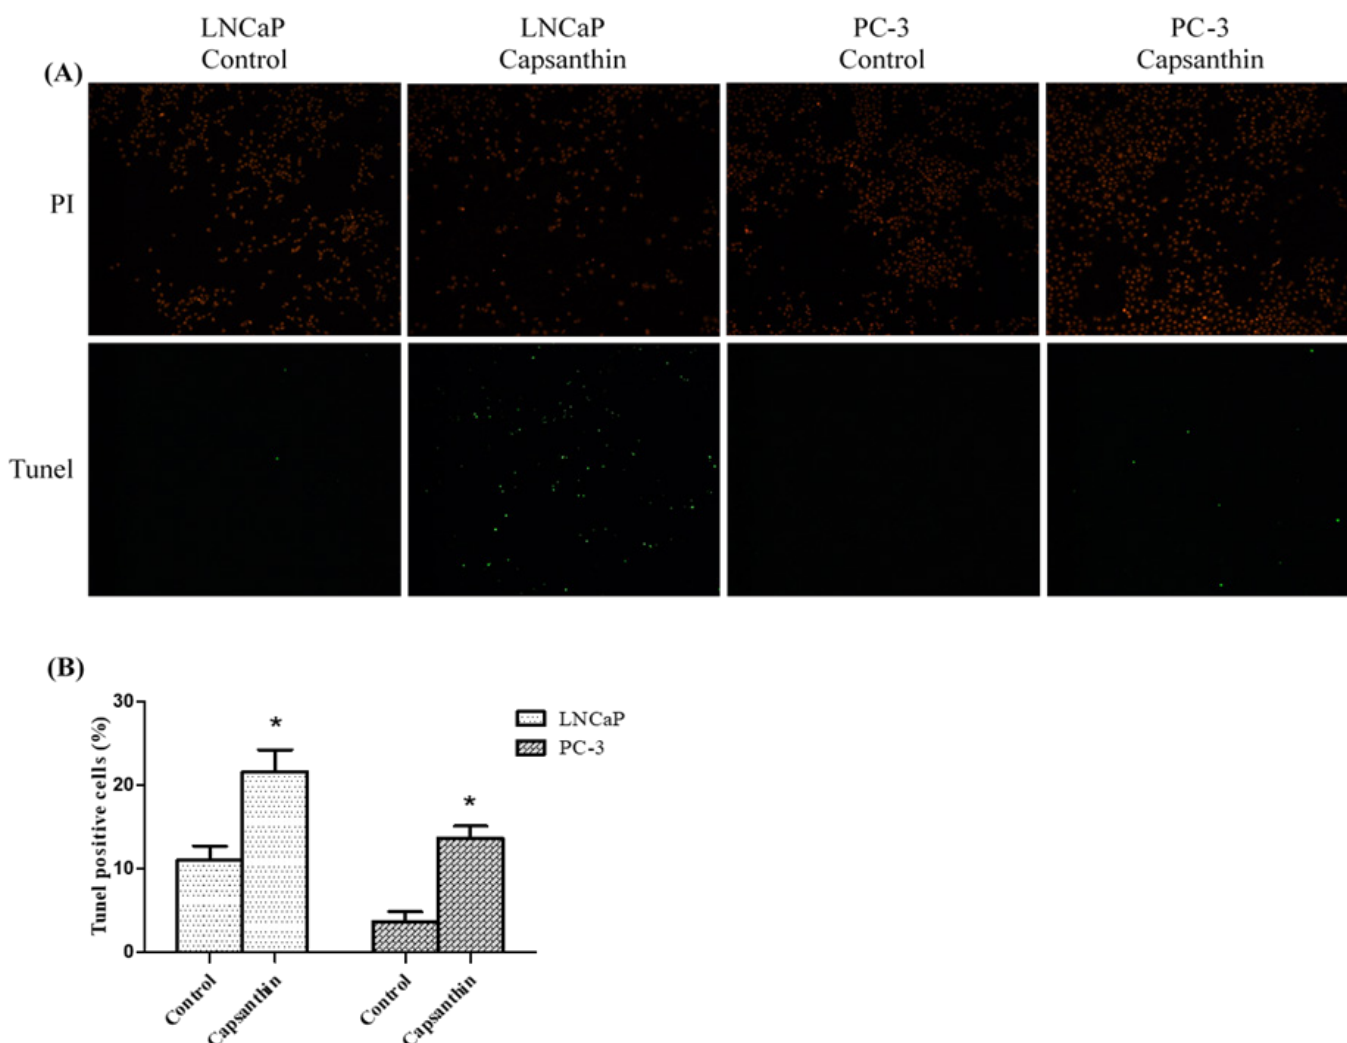 LNCaP
Control
LNCaP
Capsanthin
PC-3
Control
PC-3
Capsanthin
(A)
PI
Tunel
(B)
Tunel positive cells (%)
30
20
10
0
*
*
LNCaP
PC-3
Control
Capsanthin
Control
Capsanthin